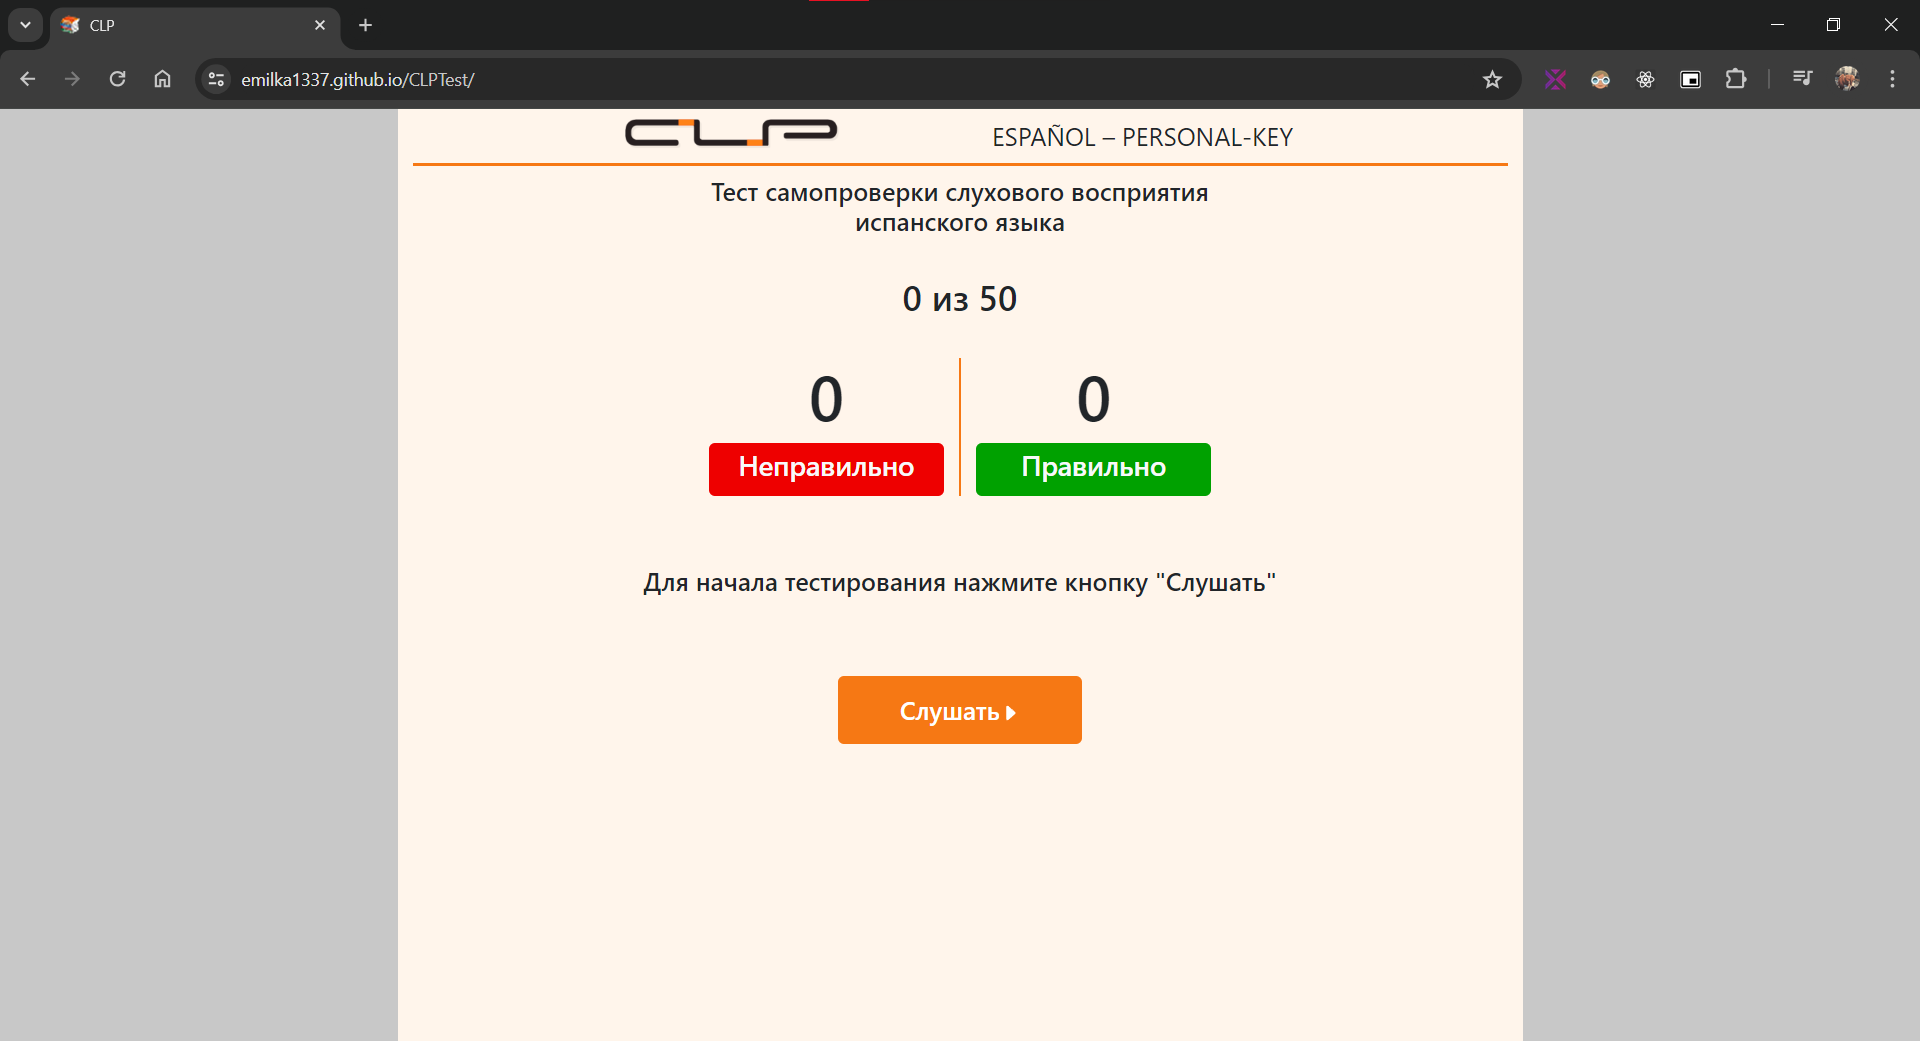 CLP
emilka1337.github.io/CLPTest/
CLP
ESPAÑOL – PERSONAL-KEY
Тест самопроверки слухового восприятия
испанского языка
0 из 50
0
0
Неправильно
Правильно
Для начала тестирования нажмите кнопку "Слушать"
Слушать